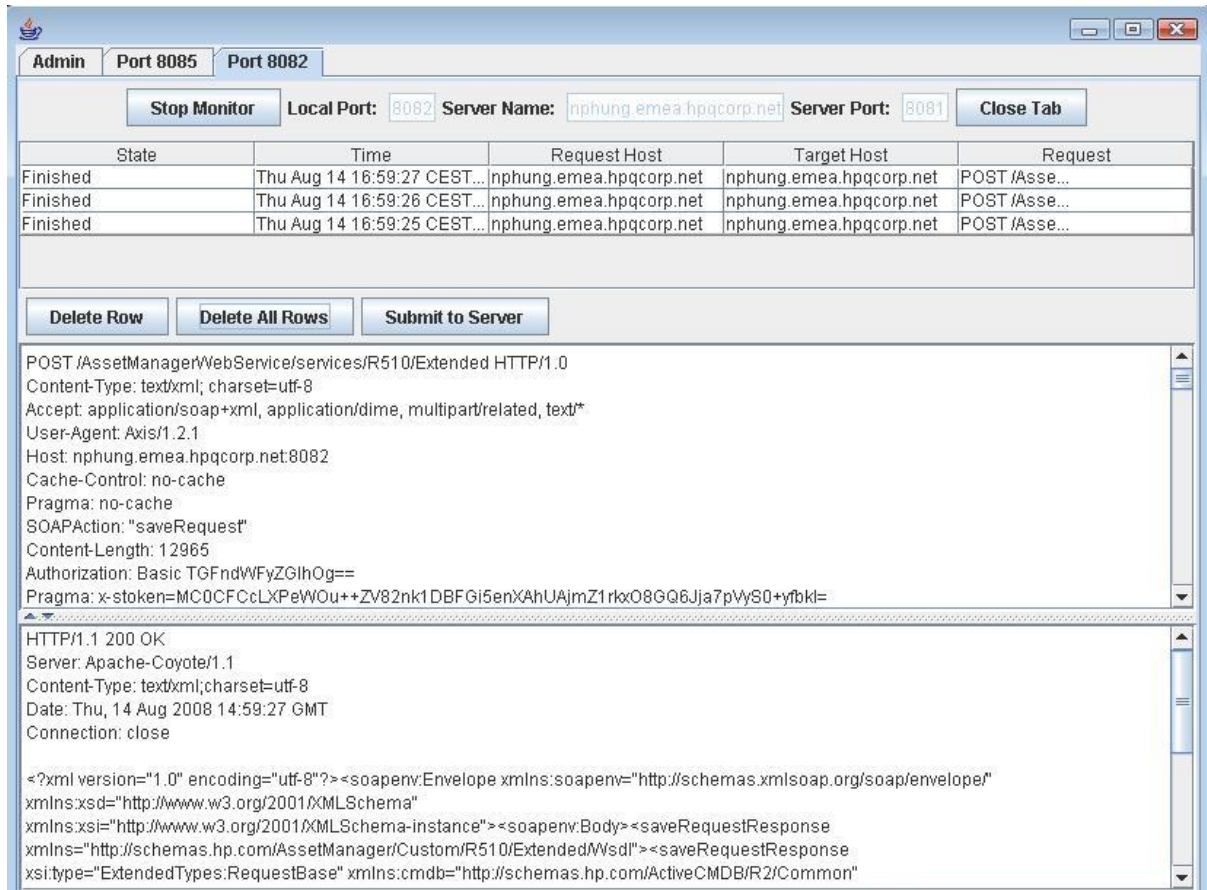 Admin Port 8085 Port 8082
Stop Monitor Local Port: 8082 Server Name: nphung.emea.hpqcorp.net Server Port: 8081 Close Tab
State Time Request Host Target Host Request
Finished Thu Aug 14 16:59:27 CEST... nphung.emea.hpqcorp.net nphung.emea.hpqcorp.net POST /Asse...
Finished Thu Aug 14 16:59:26 CEST... nphung.emea.hpqcorp.net nphung.emea.hpqcorp.net POST /Asse...
Finished Thu Aug 14 16:59:25 CEST... nphung.emea.hpqcorp.net nphung.emea.hpqcorp.net POST /Asse...
Delete Row Delete All Rows Submit to Server
POST /AssetManagerWebService/services/R510/Extended HTTP/1.0
Content-Type: text/xml; charset=utf-8
Accept: application/soap+xml, application/dime, multipart/related, text/*
User-Agent: Axis/1.2.1
Host: nphung.emea.hpqcorp.net:8082
Cache-Control: no-cache
Pragma: no-cache
SOAPAction: "saveRequest"
Content-Length: 12965
Authorization: Basic TGFndWFyZGlhOg==
Pragma: x-stoken=MC0CFCcLXPeWOu++ZV82nk1DBFGi5enXAhUAjmZ1rkxO8GQ6Jja7pVyS0+yfbkI=
HTTP/1.1 200 OK
Server: Apache-Coyote/1.1
Content-Type: text/xml;charset=utf-8
Date: Thu, 14 Aug 2008 14:59:27 GMT
Connection: close
<?xml version="1.0" encoding="utf-8"?><soapenv:Envelope xmlns:soapenv="http://schemas.xmlsoap.org/soap/envelope/"
xmlns:xsd="http://www.w3.org/2001/XMLSchema"
xmlns:xsi="http://www.w3.org/2001/XMLSchema-instance"><soapenv:Body><saveRequestResponse
xmlns="http://schemas.hp.com/AssetManager/Custom/R510/Extended/Wsdl"><saveRequestResponse
xsi:type="ExtendedTypes:RequestBase" xmlns:cmdb="http://schemas.hp.com/ActiveCMDB/R2/Common"